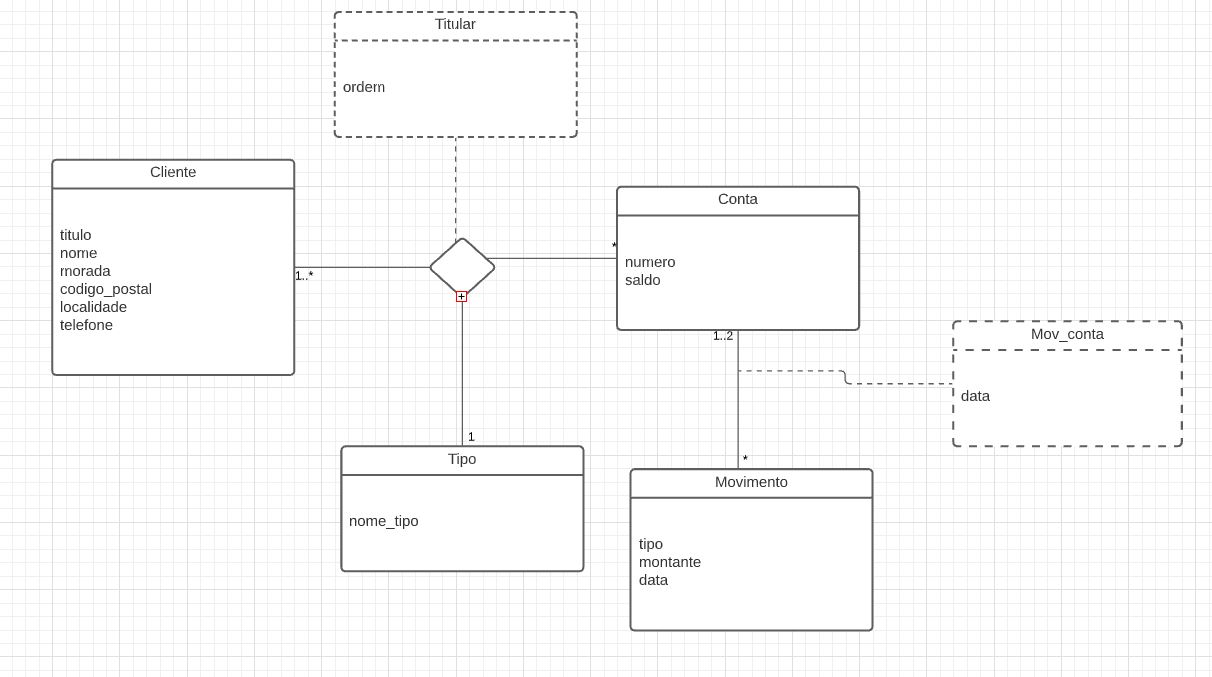 Titular
ordem
Cliente
titulo
nome
morada
codigo_postal
localidade
telefone
1..*
*
Conta
numero
saldo
1..2
Mov_conta
data
1
Tipo
nome_tipo
*
Movimento
tipo
montante
data